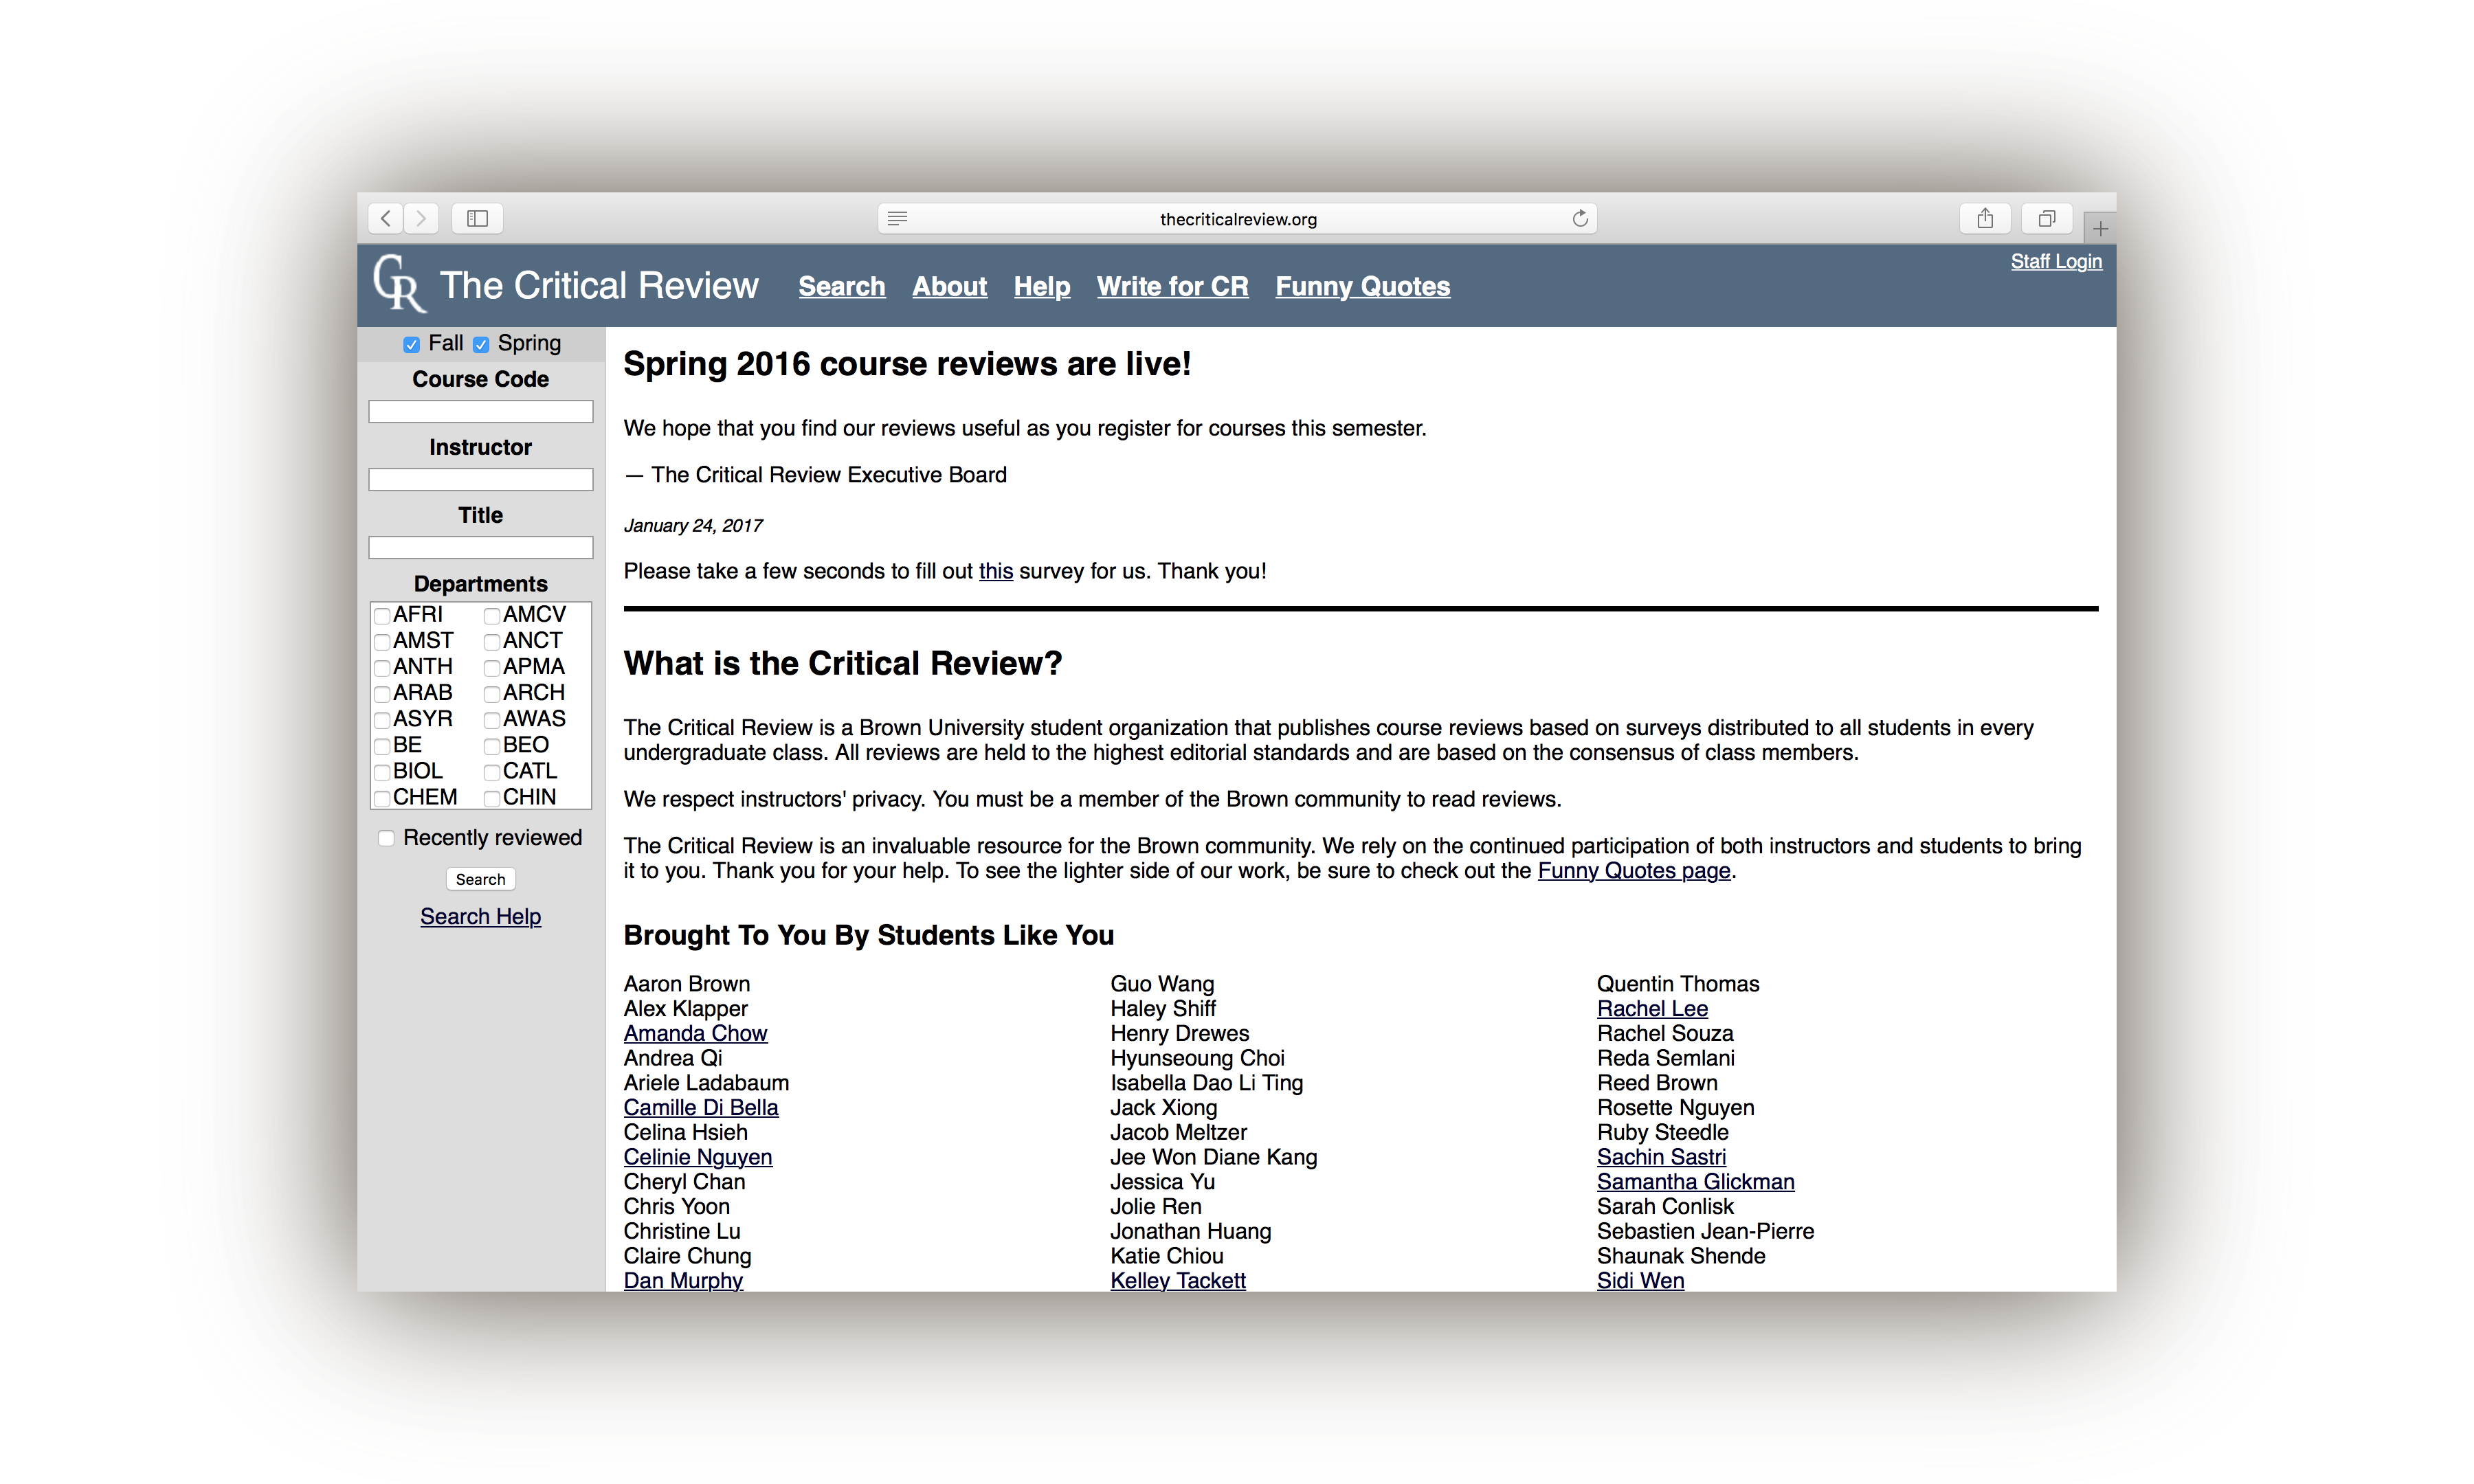 thecriticalreview.org
CR The Critical Review Search About Help Write for CR Funny Quotes
Staff Login
Fall Spring
Course Code
Instructor
Title
Departments
AFRI AMCV
AMST ANCT
ANTH APMA
ARAB ARCH
ASYR AWAS
BE BEO
BIOL CATL
CHEM CHIN
Recently reviewed
Search
Search Help
Spring 2016 course reviews are live!
We hope that you find our reviews useful as you register for courses this semester.
— The Critical Review Executive Board
January 24, 2017
Please take a few seconds to fill out this survey for us. Thank you!
What is the Critical Review?
The Critical Review is a Brown University student organization that publishes course reviews based on surveys distributed to all students in every
undergraduate class. All reviews are held to the highest editorial standards and are based on the consensus of class members.
We respect instructors' privacy. You must be a member of the Brown community to read reviews.
The Critical Review is an invaluable resource for the Brown community. We rely on the continued participation of both instructors and students to bring
it to you. Thank you for your help. To see the lighter side of our work, be sure to check out the Funny Quotes page.
Brought To You By Students Like You
Aaron Brown
Alex Klapper
Amanda Chow
Andrea Qi
Ariele Ladabaum
Camille Di Bella
Celina Hsieh
Celinie Nguyen
Cheryl Chan
Chris Yoon
Christine Lu
Claire Chung
Dan Murphy
Guo Wang
Haley Shiff
Henry Drewes
Hyunseoung Choi
Isabella Dao Li Ting
Jack Xiong
Jacob Meltzer
Jee Won Diane Kang
Jessica Yu
Jolie Ren
Jonathan Huang
Katie Chiou
Kelley Tackett
Quentin Thomas
Rachel Lee
Rachel Souza
Reda Semlani
Reed Brown
Rosette Nguyen
Ruby Steedle
Sachin Sastri
Samantha Glickman
Sarah Conlisk
Sebastien Jean-Pierre
Shaunak Shende
Sidi Wen